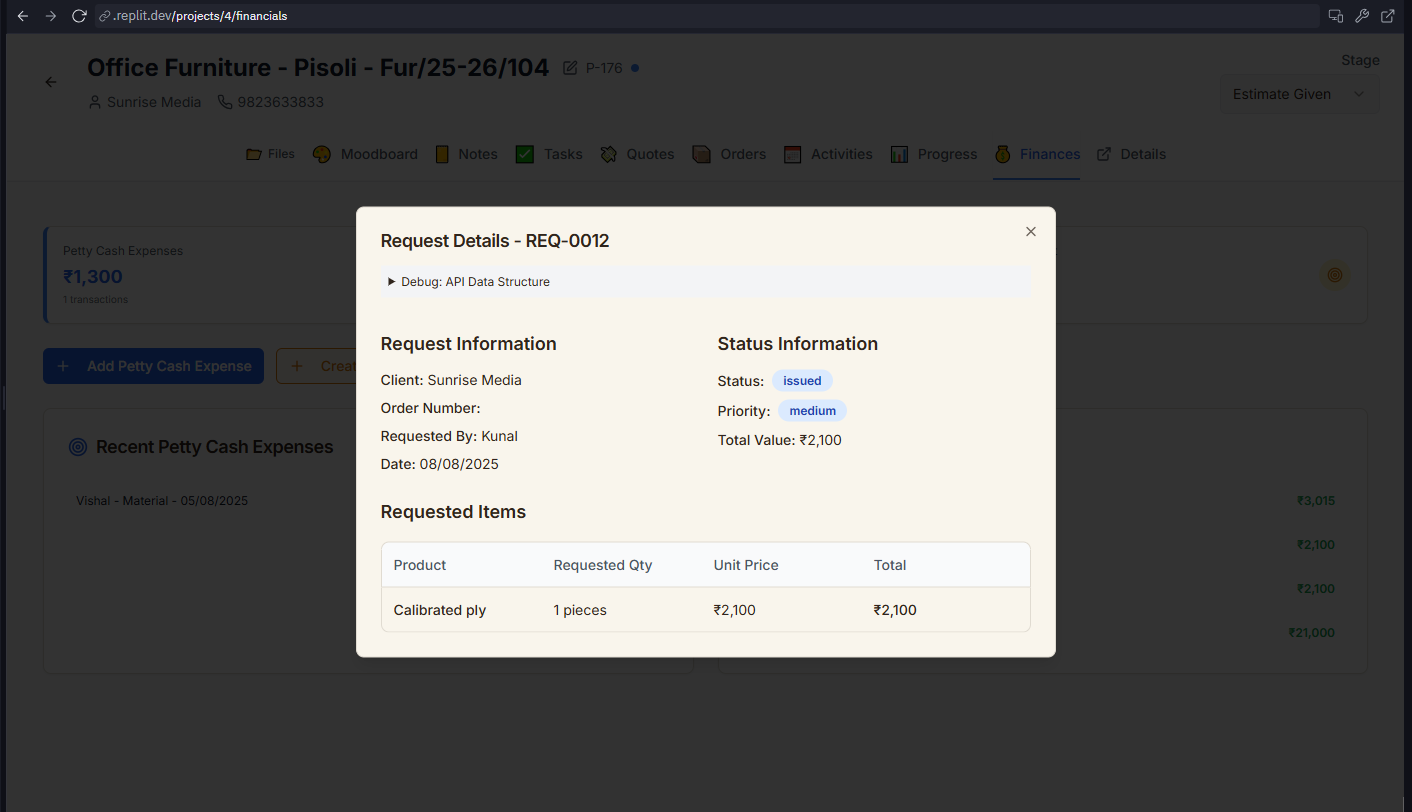 .replit.dev/projects/4/financials
Office Furniture - Pisoli - Fur/25-26/104 P-176
Stage
Sunrise Media 9823633833
Estimate Given
Files Moodboard Notes Tasks Quotes Orders Activities Progress Finances Details
Petty Cash Expenses
₹1,300
1 transactions
+ Add Petty Cash Expense
+
Recent Petty Cash Expenses
Vishal - Material - 05/08/2025
₹3,015
₹2,100
₹2,100
₹21,000
Request Details - REQ-0012
Debug: API Data Structure
Request Information
Client: Sunrise Media
Order Number:
Requested By: Kunal
Date: 08/08/2025
Status Information
Status: issued
Priority: medium
Total Value: ₹2,100
Requested Items
Product Requested Qty Unit Price Total
Calibrated ply 1 pieces ₹2,100 ₹2,100